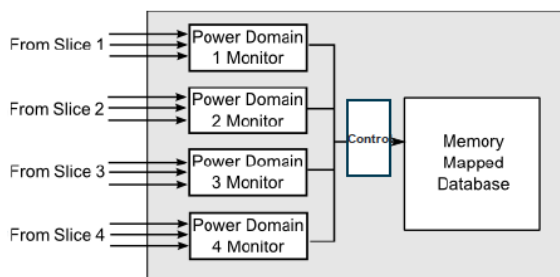 From Slice 1
Power Domain
1 Monitor
From Slice 2
Power Domain
2 Monitor
From Slice 3
Power Domain
3 Monitor
From Slice 4
Power Domain
4 Monitor
Control
Memory
Mapped
Database